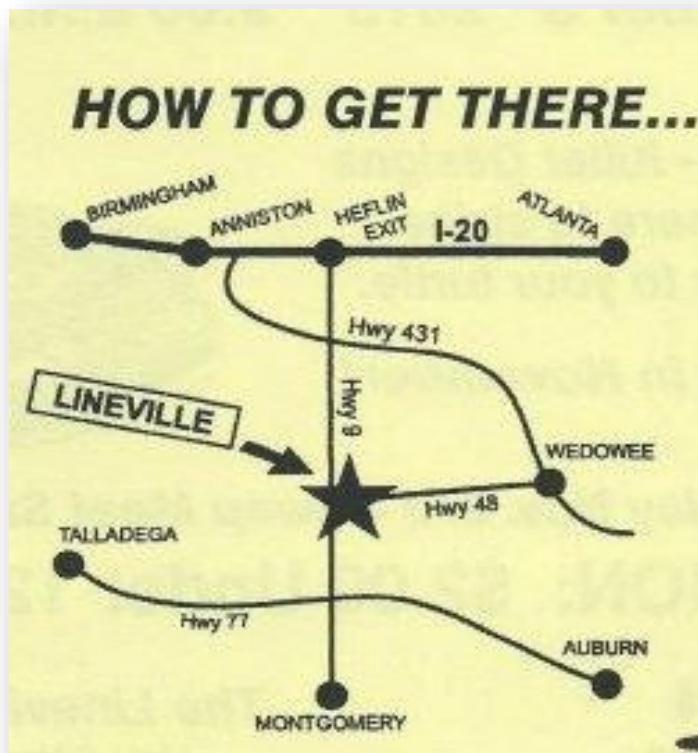 HOW TO GET THERE...
BIRMINGHAM
ANNISTON
HEFLIN
EXIT
I-20
ATLANTA
Hwy 431
Hwy 9
LINEVILLE
WEDOWEE
Hwy 48
TALLADEGA
Hwy 77
AUBURN
MONTGOMERY